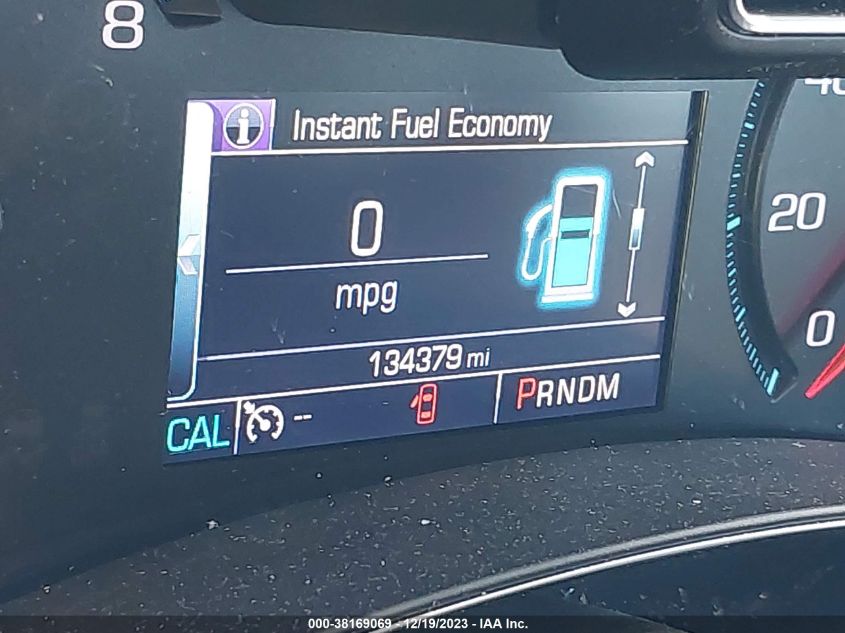 8
Instant Fuel Economy
0
mpg
134379 mi
CAL
--
PRNDM
40
20
0
000-38169069 - 12/19/2023 - IAA Inc.